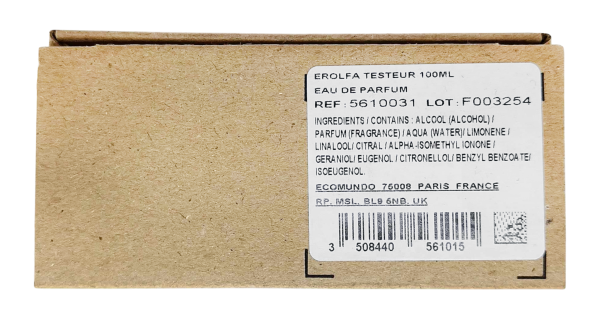 EROLFA TESTEUR 100ML
EAU DE PARFUM
REF : 5610031 LOT : F003254
INGREDIENTS / CONTAINS : ALCOOL (ALCOHOL) /
PARFUM (FRAGRANCE) / AQUA (WATER)/ LIMONENE /
LINALOOL/ CITRAL / ALPHA-ISOMETHYL IONONE /
GERANIOL/ EUGENOL / CITRONELLOL/ BENZYL BENZOATE/
ISOEUGENOL.
ECOMUNDO 75008 PARIS FRANCE
RP. MSL. BL9 5NB. UK
3 508440 561015